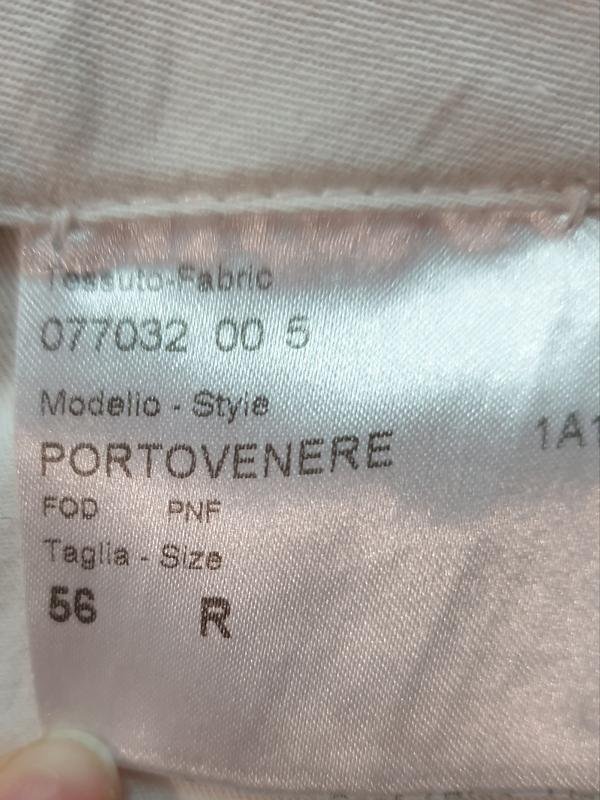 Tessuto-Fabric
077032 00 5
Modello - Style
PORTOVENERE 1A1
FOD PNF
Taglia - Size
56 R